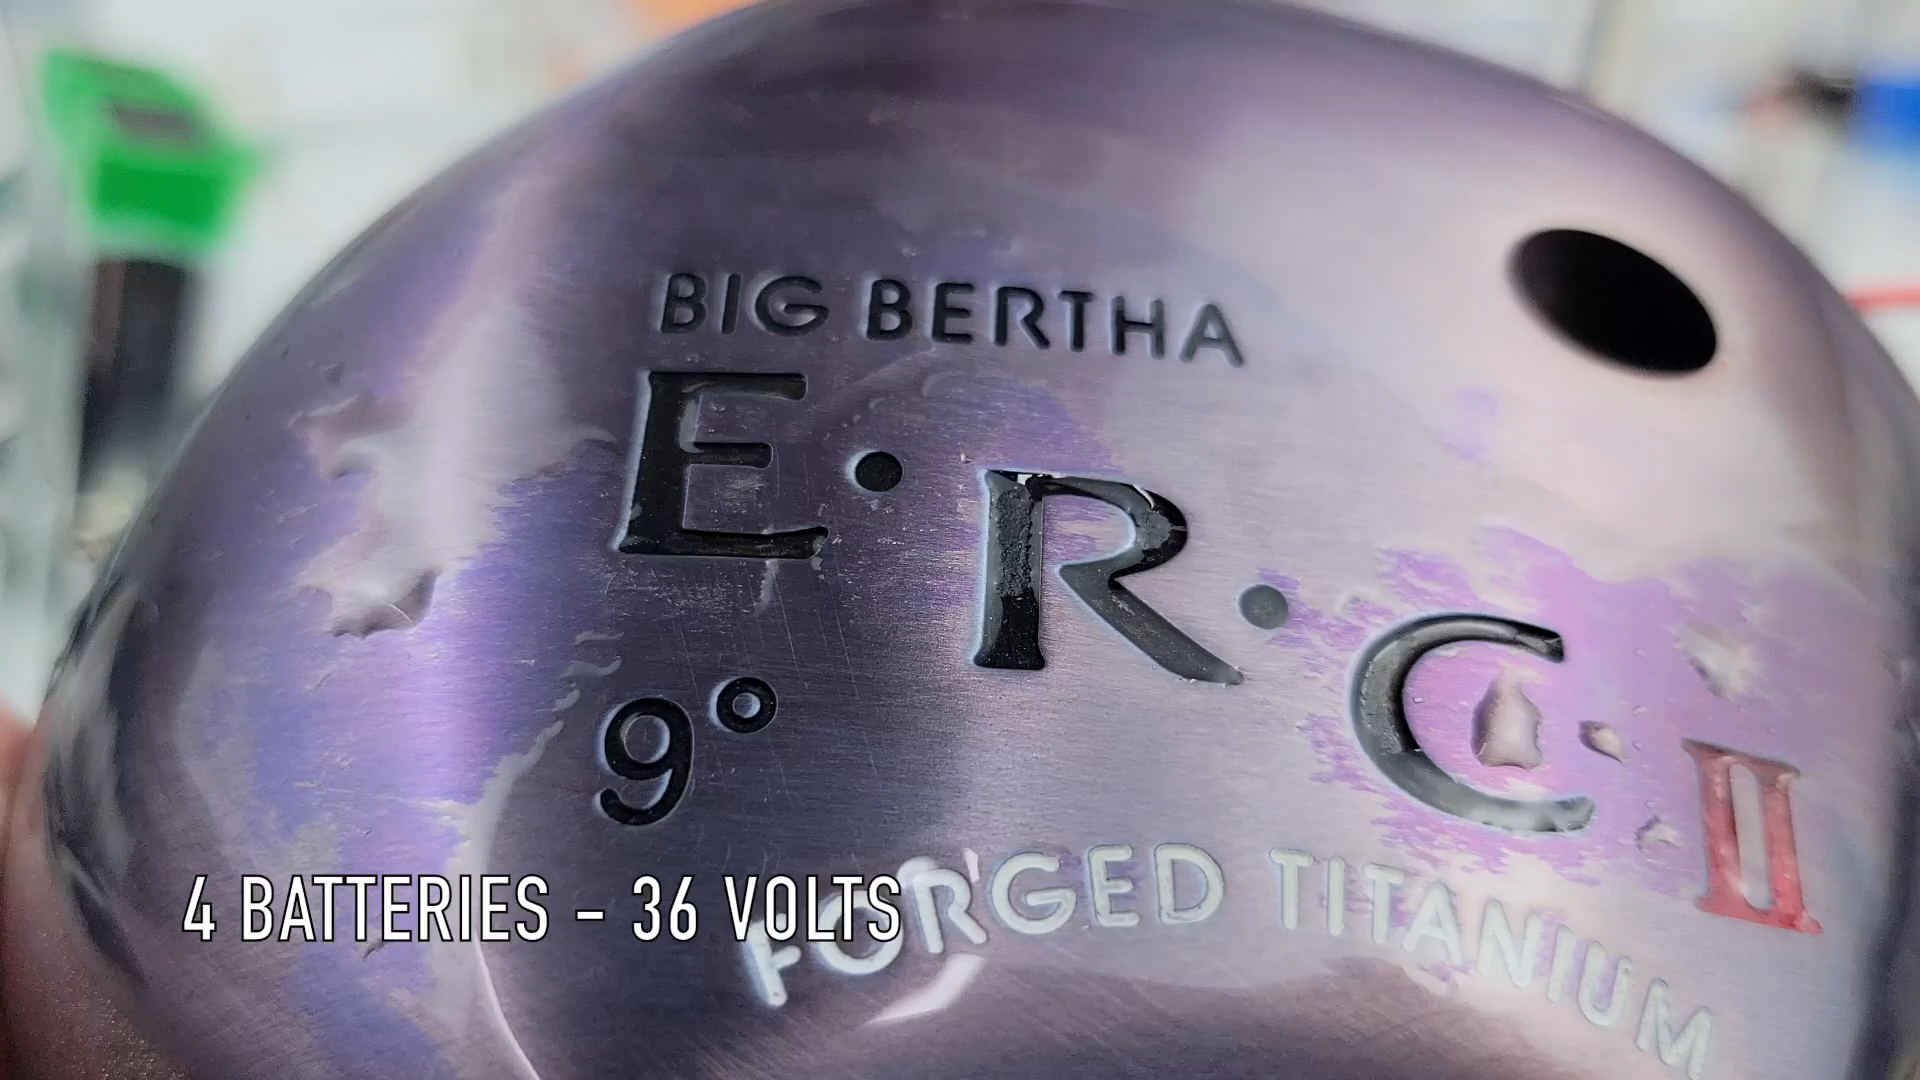 BIG BERTHA
E·R·C·II
9°
FORGED TITANIUM
4 BATTERIES - 36 VOLTS